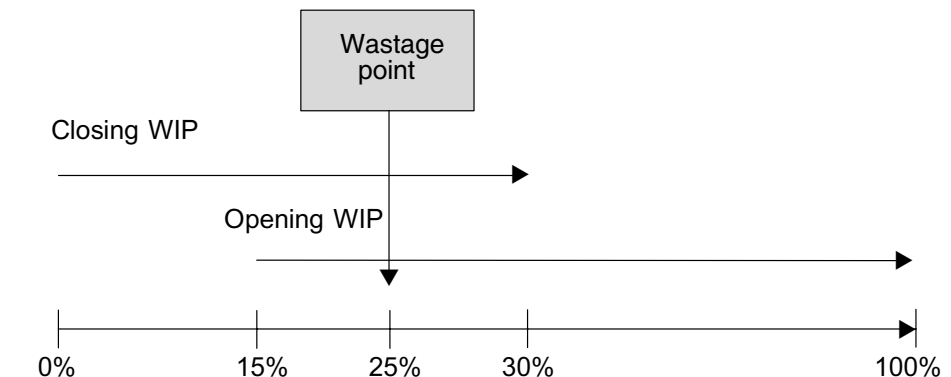 Wastage
point
Closing WIP
Opening WIP
0% 15% 25% 30% 100%